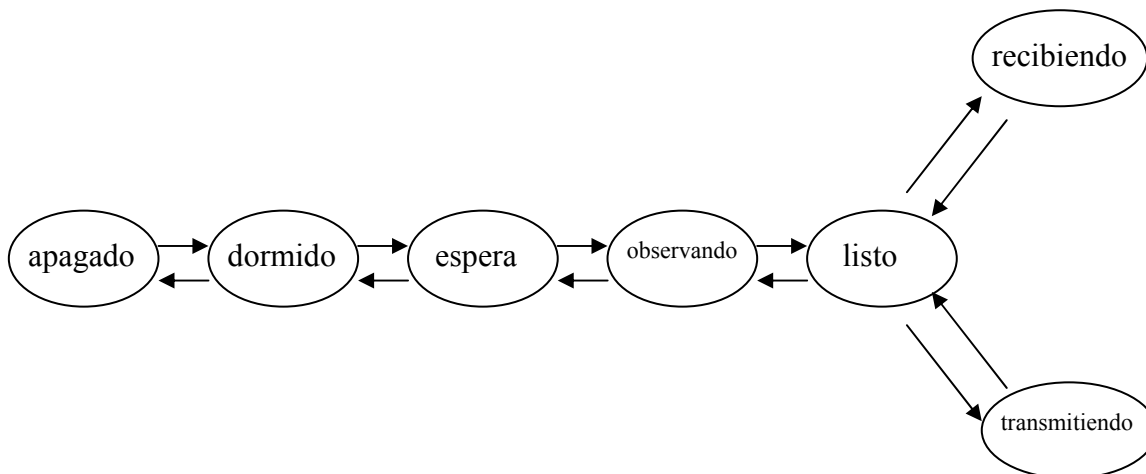 recibiendo
apagado
dormido
espera
observando
listo
transmitiendo